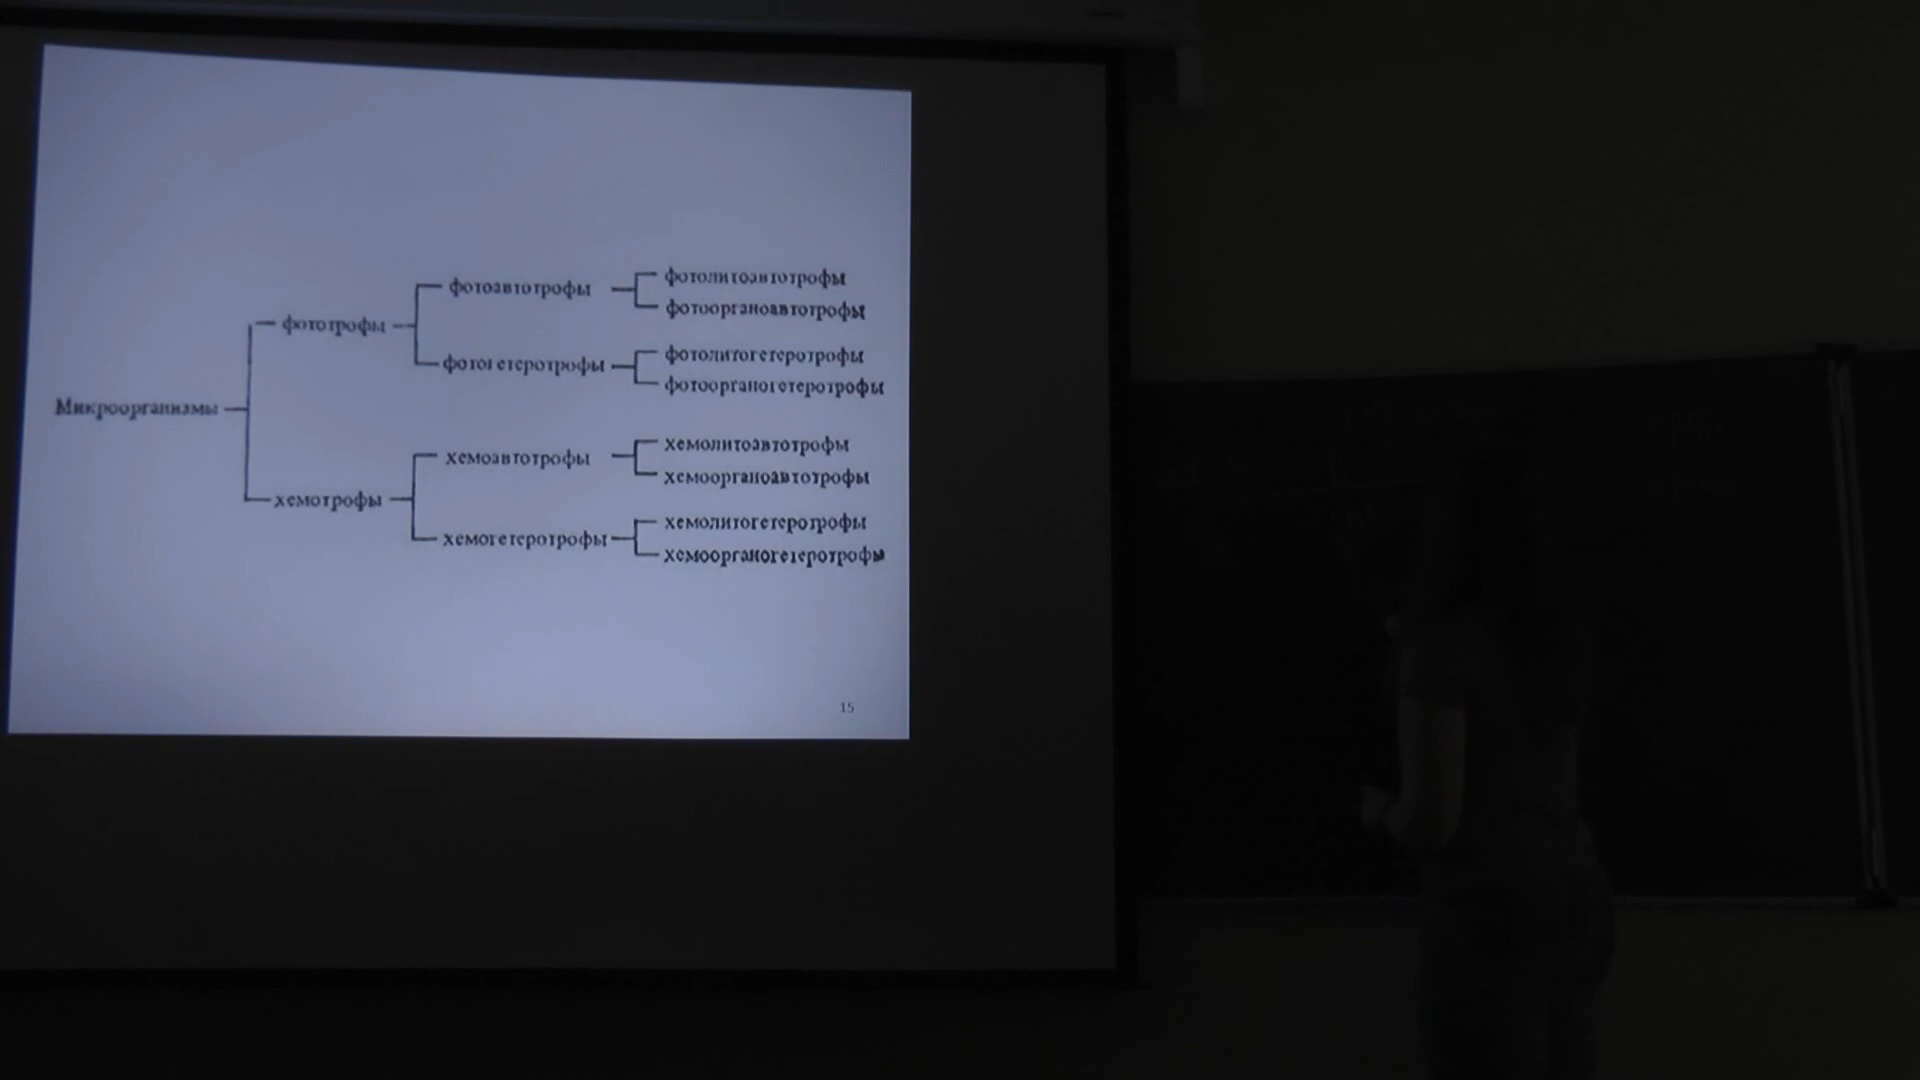 фотолитоавтотрофы
фотоавтотрофы
фотоорганоавтотрофы
фототрофы
фотолитогетеротрофы
фотогетеротрофы
фотоорганогетеротрофы
Микроорганизмы
хемолитоавтотрофы
хемоавтотрофы
хемоорганоавтотрофы
хемотрофы
хемолитогетеротрофы
хемогетеротрофы
хемоорганогетеротрофы
15